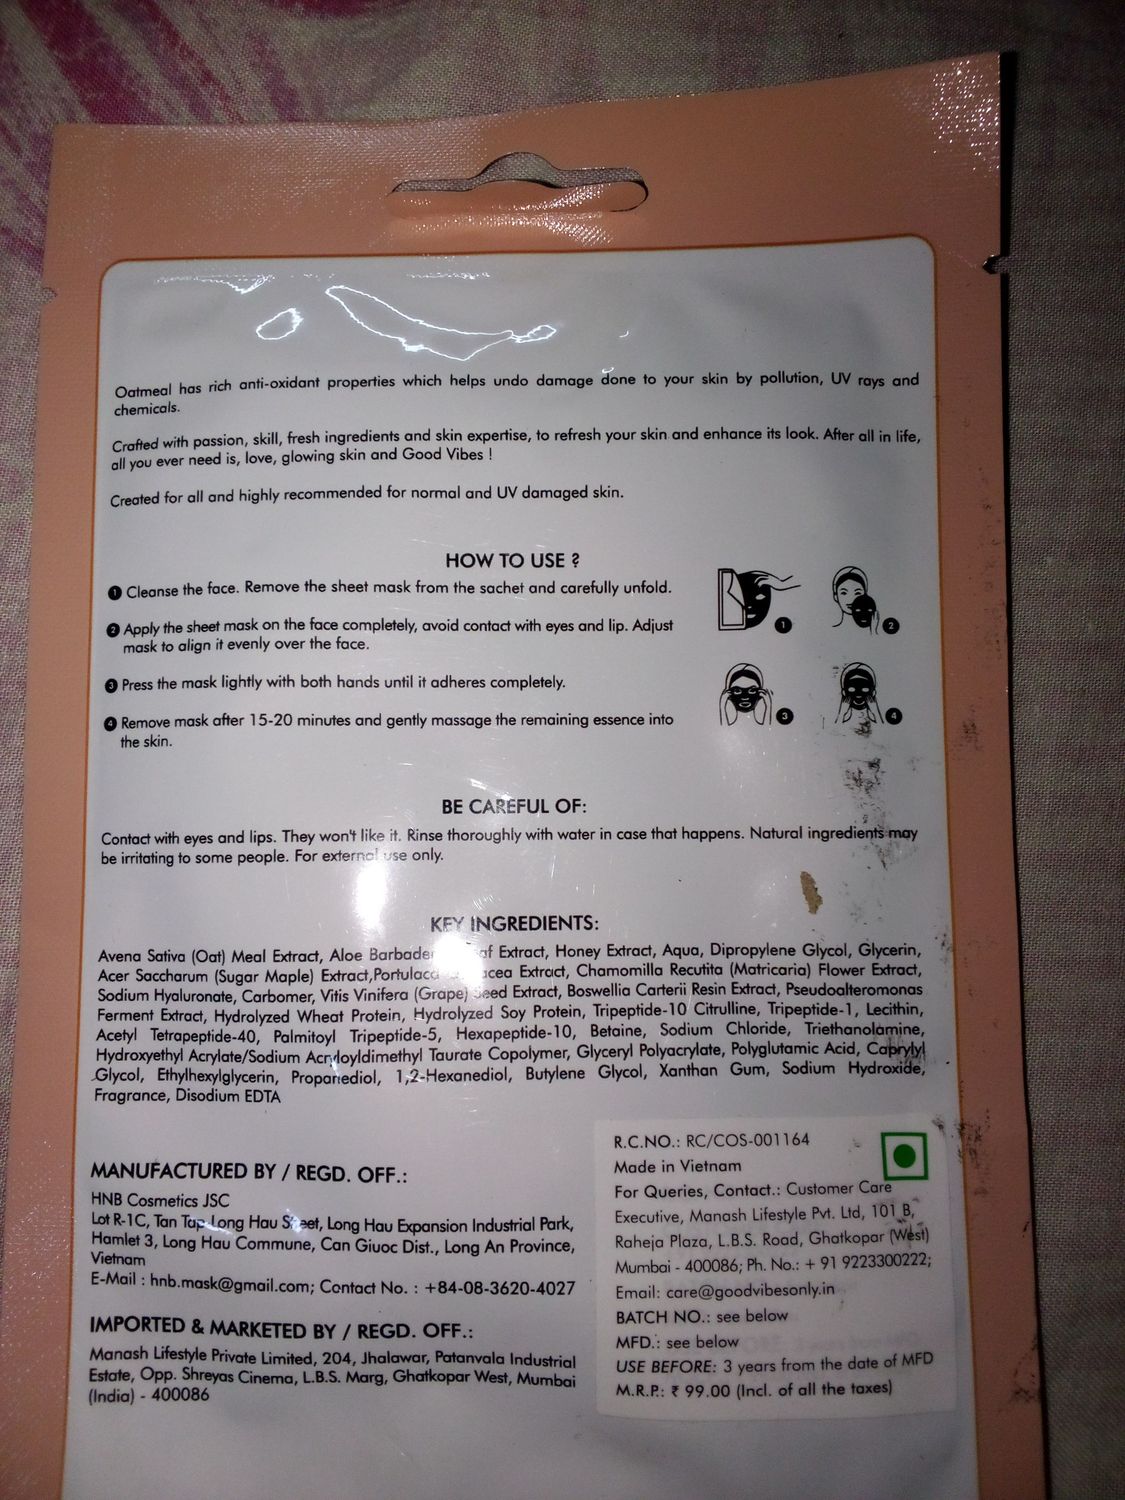 Oatmeal has rich anti-oxidant properties which helps undo damage done to your skin by pollution, UV rays and
chemicals.
Crafted with passion, skill, fresh ingredients and skin expertise, to refresh your skin and enhance its look. After all in life,
all you ever need is, love, glowing skin and Good Vibes !
Created for all and highly recommended for normal and UV damaged skin.
HOW TO USE ?
1 Cleanse the face. Remove the sheet mask from the sachet and carefully unfold.
2 Apply the sheet mask on the face completely, avoid contact with eyes and lip. Adjust
mask to align it evenly over the face.
3 Press the mask lightly with both hands until it adheres completely.
4 Remove mask after 15-20 minutes and gently massage the remaining essence into
the skin.
1
2
3
4
BE CAREFUL OF:
Contact with eyes and lips. They won't like it. Rinse thoroughly with water in case that happens. Natural ingredients may
be irritating to some people. For external use only.
KEY INGREDIENTS:
Avena Sativa (Oat) Meal Extract, Aloe Extract, Honey Extract, Aqua, Dipropylene Glycol, Glycerin,
Acer Saccharum (Sugar Maple) Extract, Extract, Chamomilla Recutita (Matricaria) Flower Extract,
Sodium Hyaluronate, Carbomer, Vitis Vinifera (Grape) Seed Extract, Boswellia Carterii Resin Extract, Pseudoalteromonas
Ferment Extract, Hydrolyzed Wheat Protein, Hydrolyzed Soy Protein, Tripeptide-10 Citrulline, Tripeptide-1, Lecithin,
Acetyl Tetrapeptide-40, Palmitoyl Tripeptide-5, Hexapeptide-10, Betaine, Sodium Chloride, Triethanolamine,
Hydroxyethyl Acrylate/Sodium Acryloyldimethyl Taurate Copolymer, Glyceryl Polyacrylate, Polyglutamic Acid, Caprylyl
Glycol, Ethylhexylglycerin, Propanediol, 1,2-Hexanediol, Butylene Glycol, Xanthan Gum, Sodium Hydroxide,
Fragrance, Disodium EDTA
MANUFACTURED BY / REGD. OFF.:
HNB Cosmetics JSC
Lot R-1C, Tan Tap Long Hau Street, Long Hau Expansion Industrial Park,
Hamlet 3, Long Hau Commune, Can Giuoc Dist., Long An Province,
Vietnam
E-Mail : hnb.mask@gmail.com; Contact No. : +84-08-3620-4027
IMPORTED & MARKETED BY / REGD. OFF.:
Manash Lifestyle Private Limited, 204, Jhalawar, Patanvala Industrial
Estate, Opp. Shreyas Cinema, L.B.S. Marg, Ghatkopar West, Mumbai
(India) - 400086
R.C.NO.: RC/COS-001164
Made in Vietnam
For Queries, Contact.: Customer Care
Executive, Manash Lifestyle Pvt. Ltd, 101 B,
Raheja Plaza, L.B.S. Road, Ghatkopar (West)
Mumbai - 400086; Ph. No.: + 91 9223300222;
Email: care@goodvibesonly.in
BATCH NO.: see below
MFD.: see below
USE BEFORE: 3 years from the date of MFD
M.R.P.: ₹ 99.00 (Incl. of all the taxes)